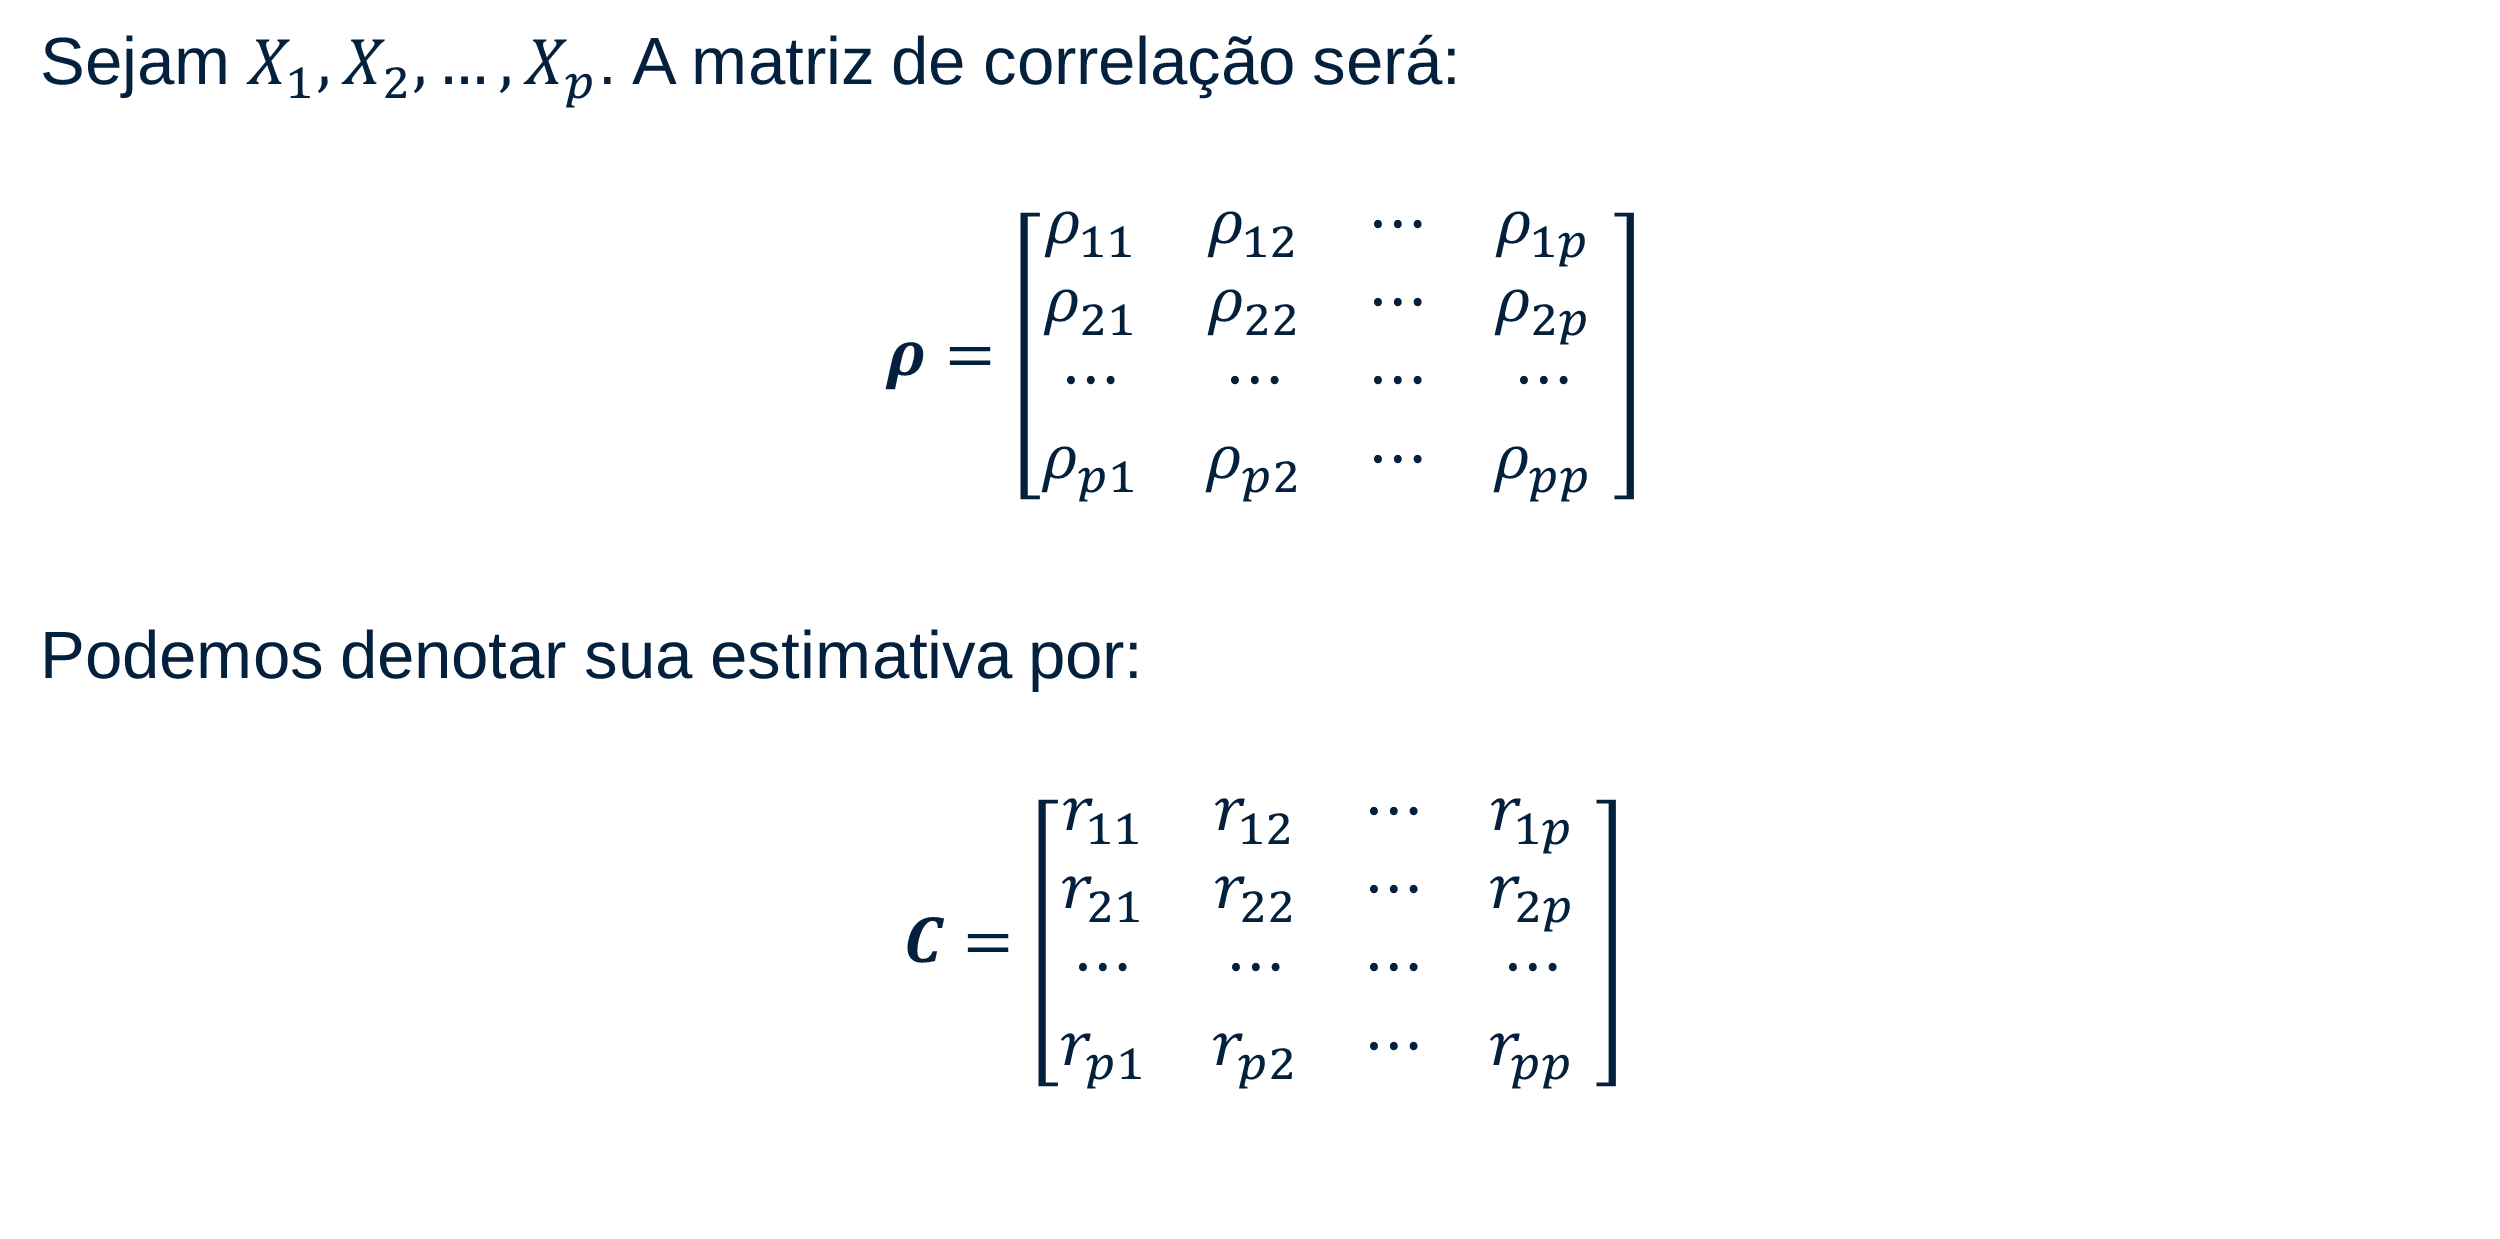 Sejam X₁, X₂, … , Xₚ. A matriz de correlação será:
ρ₁₁ ρ₁₂ ⋯ ρ₁ₚ
ρ₂₁ ρ₂₂ ⋯ ρ₂ₚ
ρ =
⋯ ⋯ ⋯ ⋯
ρₚ₁ ρₚ₂ ⋯ ρₚₚ
Podemos denotar sua estimativa por:
r₁₁ r₁₂ ⋯ r₁ₚ
r₂₁ r₂₂ ⋯ r₂ₚ
C =
⋯ ⋯ ⋯ ⋯
rₚ₁ rₚ₂ ⋯ rₚₚ